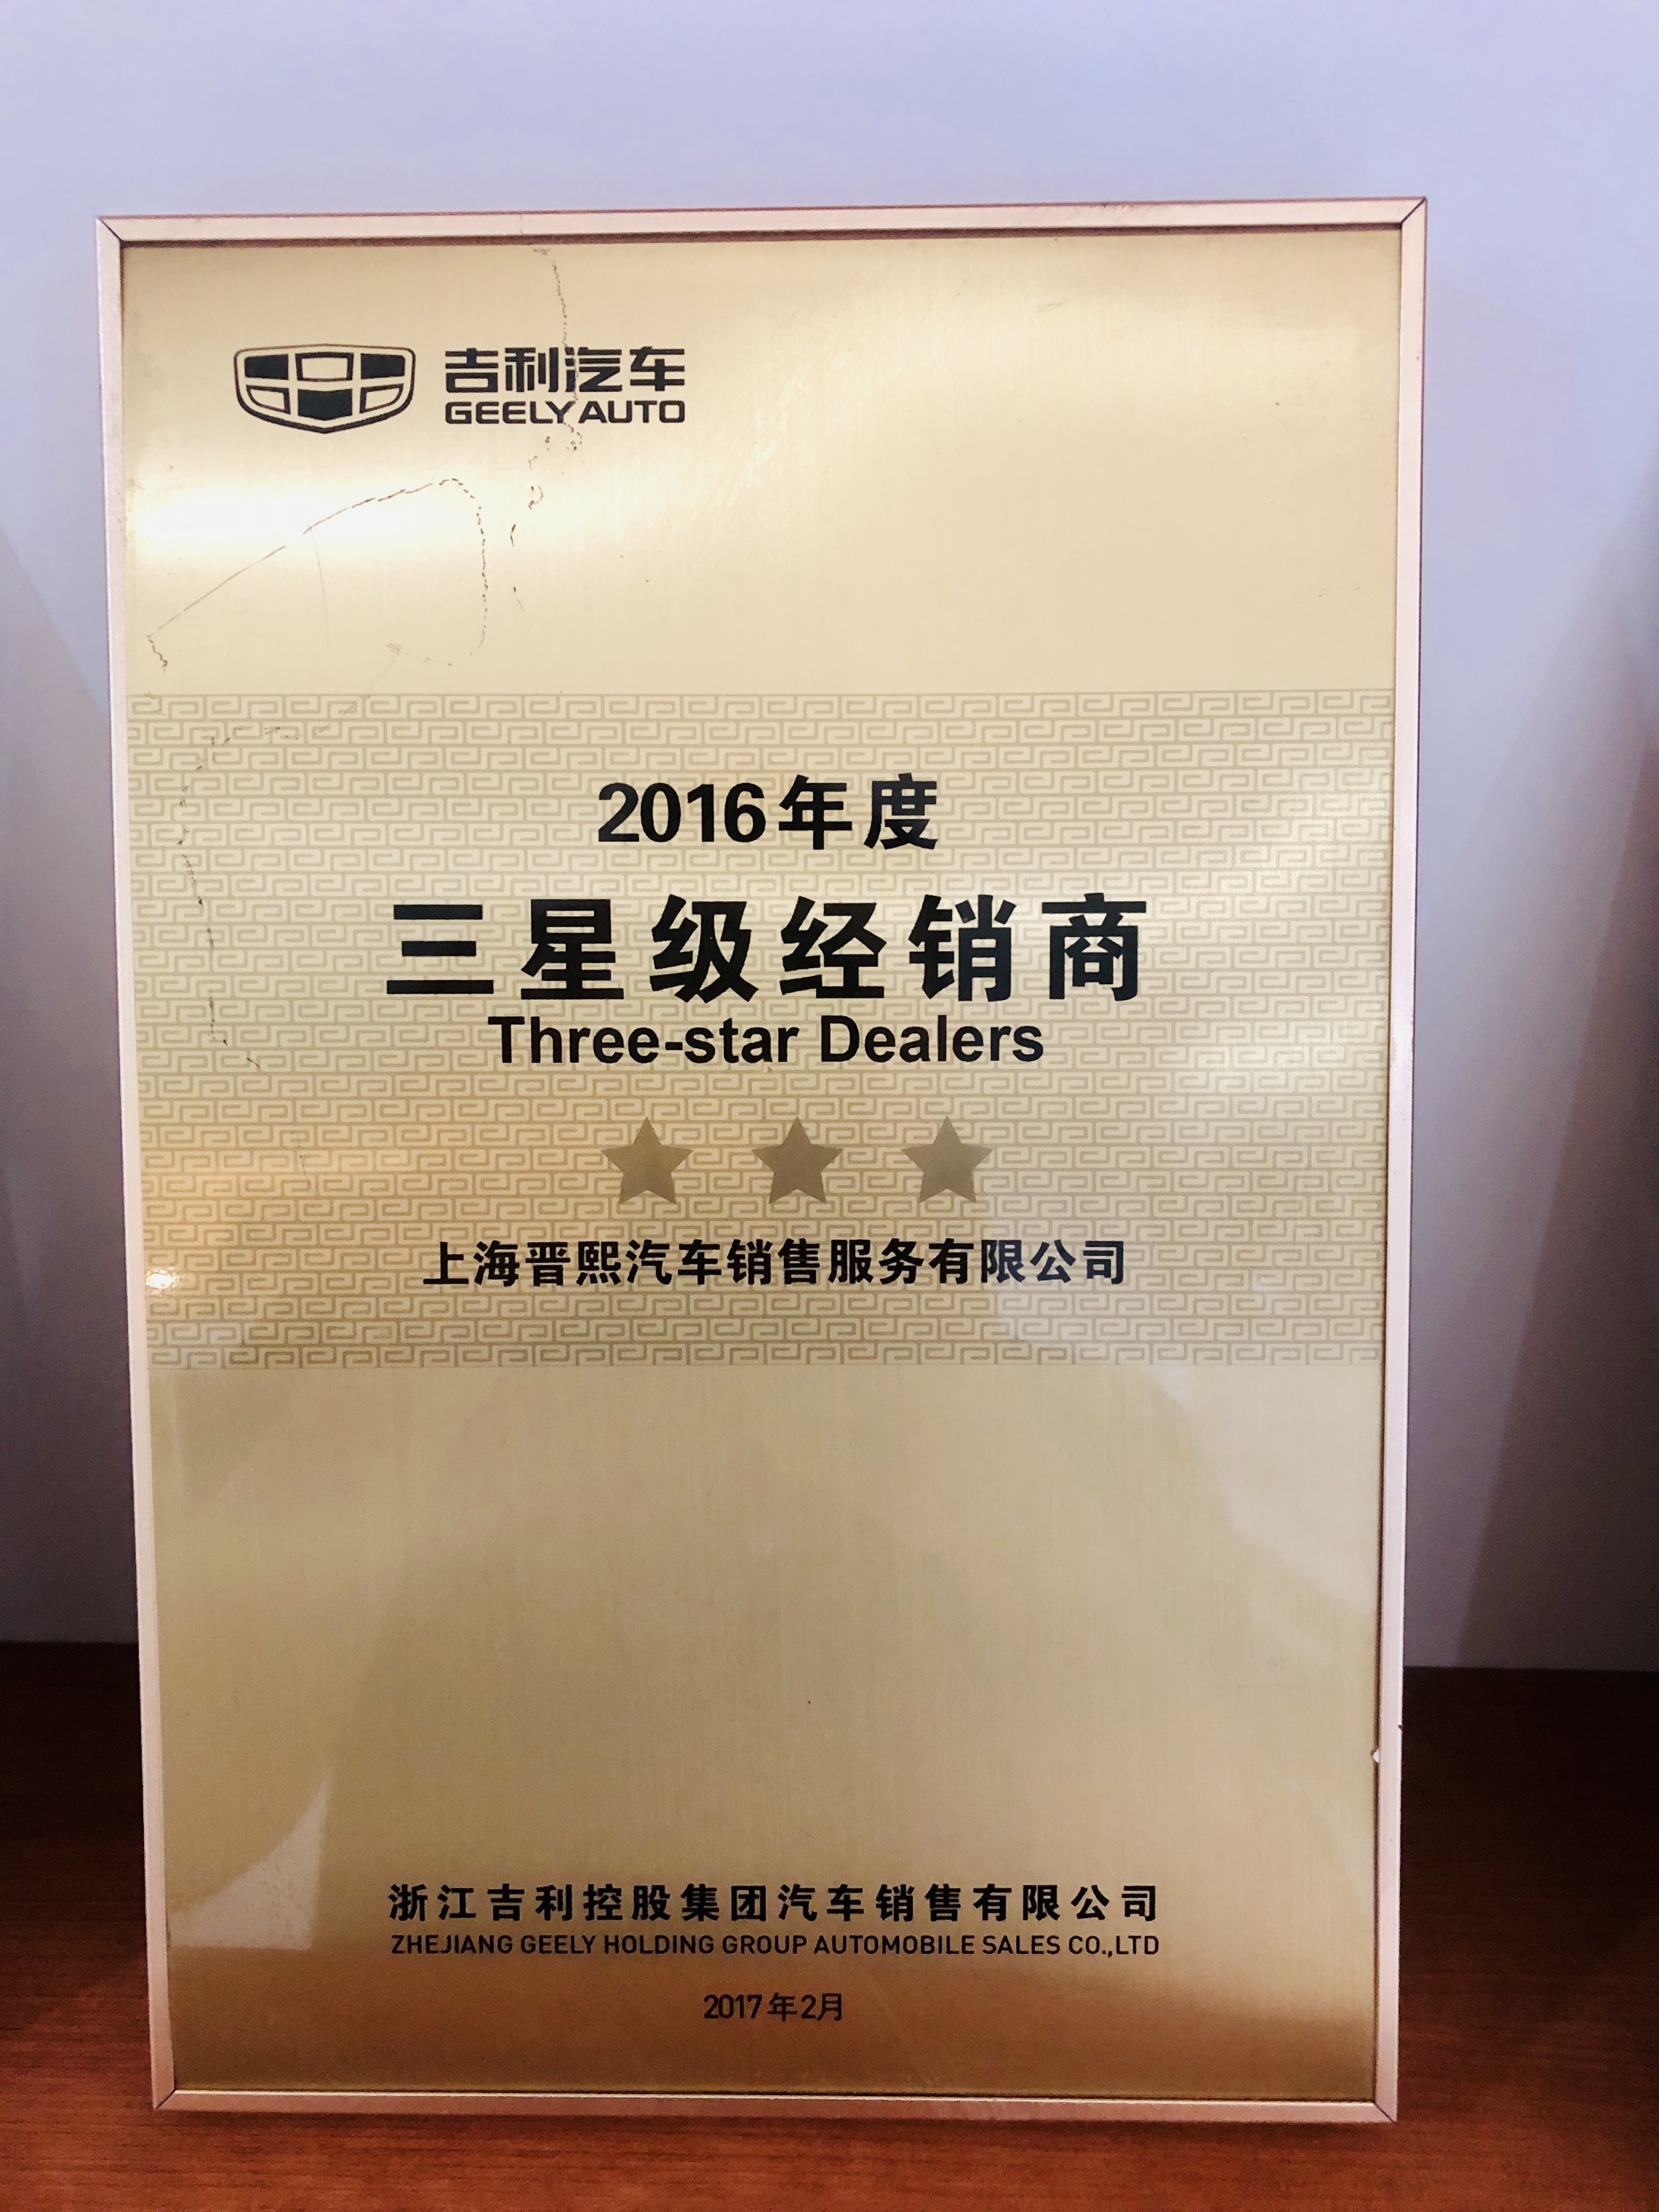 吉利汽车
GEELY AUTO
2016年度
三星级经销商
Three-star Dealers
上海晋熙汽车销售服务有限公司
浙江吉利控股集团汽车销售有限公司
ZHEJIANG GEELY HOLDING GROUP AUTOMOBILE SALES CO.,LTD
2017年2月